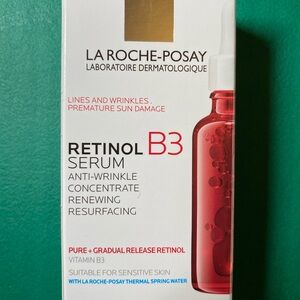 LA ROCHE-POSAY
LABORATOIRE DERMATOLOGIQUE
LINES AND WRINKLES
PREMATURE SUN DAMAGE
RETINOL B3
SERUM
ANTI-WRINKLE
CONCENTRATE
RENEWING
RESURFACING
PURE + GRADUAL RELEASE RETINOL
VITAMIN B3
SUITABLE FOR SENSITIVE SKIN
WITH LA ROCHE-POSAY THERMAL SPRING WATER